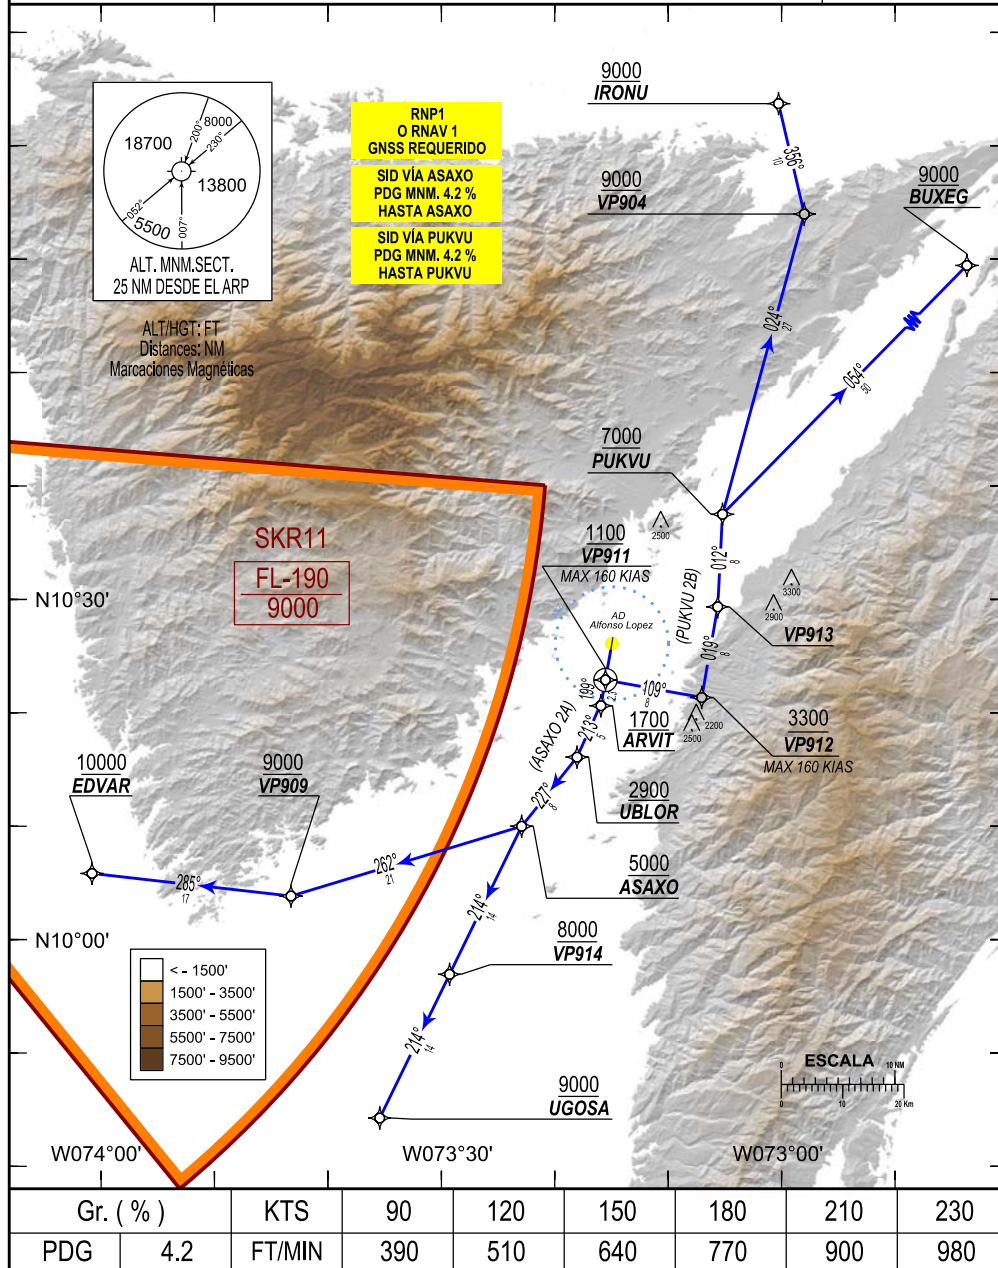 9000
IRONU
356°
10
18700
8000
200°
230°
13800
052°
5500
007°
ALT. MNM.SECT.
25 NM DESDE EL ARP
RNP1
O RNAV 1
GNSS REQUERIDO
SID VÍA ASAXO
PDG MNM. 4.2 %
HASTA ASAXO
SID VÍA PUKVU
PDG MNM. 4.2 %
HASTA PUKVU
9000
VP904
9000
BUXEG
ALT/HGT: FT
Distances: NM
Marcaciones Magnéticas
024°
27
054°
50
7000
PUKVU
SKR11
FL-190
9000
1100
VP911
MAX 160 KIAS
2500
012°
8
3300
2900
N10°30'
AD
Alfonso Lopez
(PUKVU 2B)
VP913
019°
8
199°
2.3
109°
8
1700
ARVIT
2200
2500
3300
VP912
MAX 160 KIAS
213°
5
(ASAXO 2A)
10000
EDVAR
9000
VP909
227°
8
2900
UBLOR
262°
21
5000
ASAXO
285°
17
214°
14
N10°00'
8000
VP914
< - 1500'
1500' - 3500'
3500' - 5500'
5500' - 7500'
7500' - 9500'
214°
14
ESCALA
0
10 NM
0
10
20 Km
9000
UGOSA
W074°00'
W073°30'
W073°00'
Gr. ( % ) KTS 90 120 150 180 210 230
PDG 4.2 FT/MIN 390 510 640 770 900 980